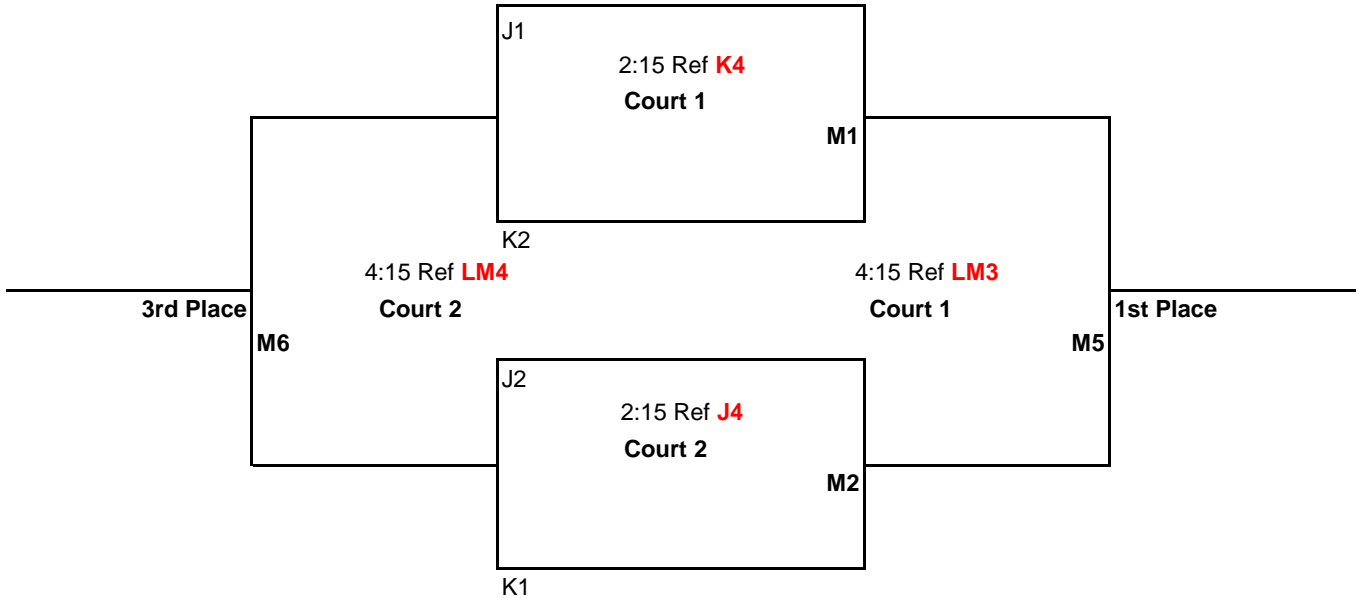 J1
2:15 Ref K4
Court 1
M1
K2
4:15 Ref LM4
Court 2
4:15 Ref LM3
Court 1
3rd Place
1st Place
M6
M5
J2
2:15 Ref J4
Court 2
M2
K1